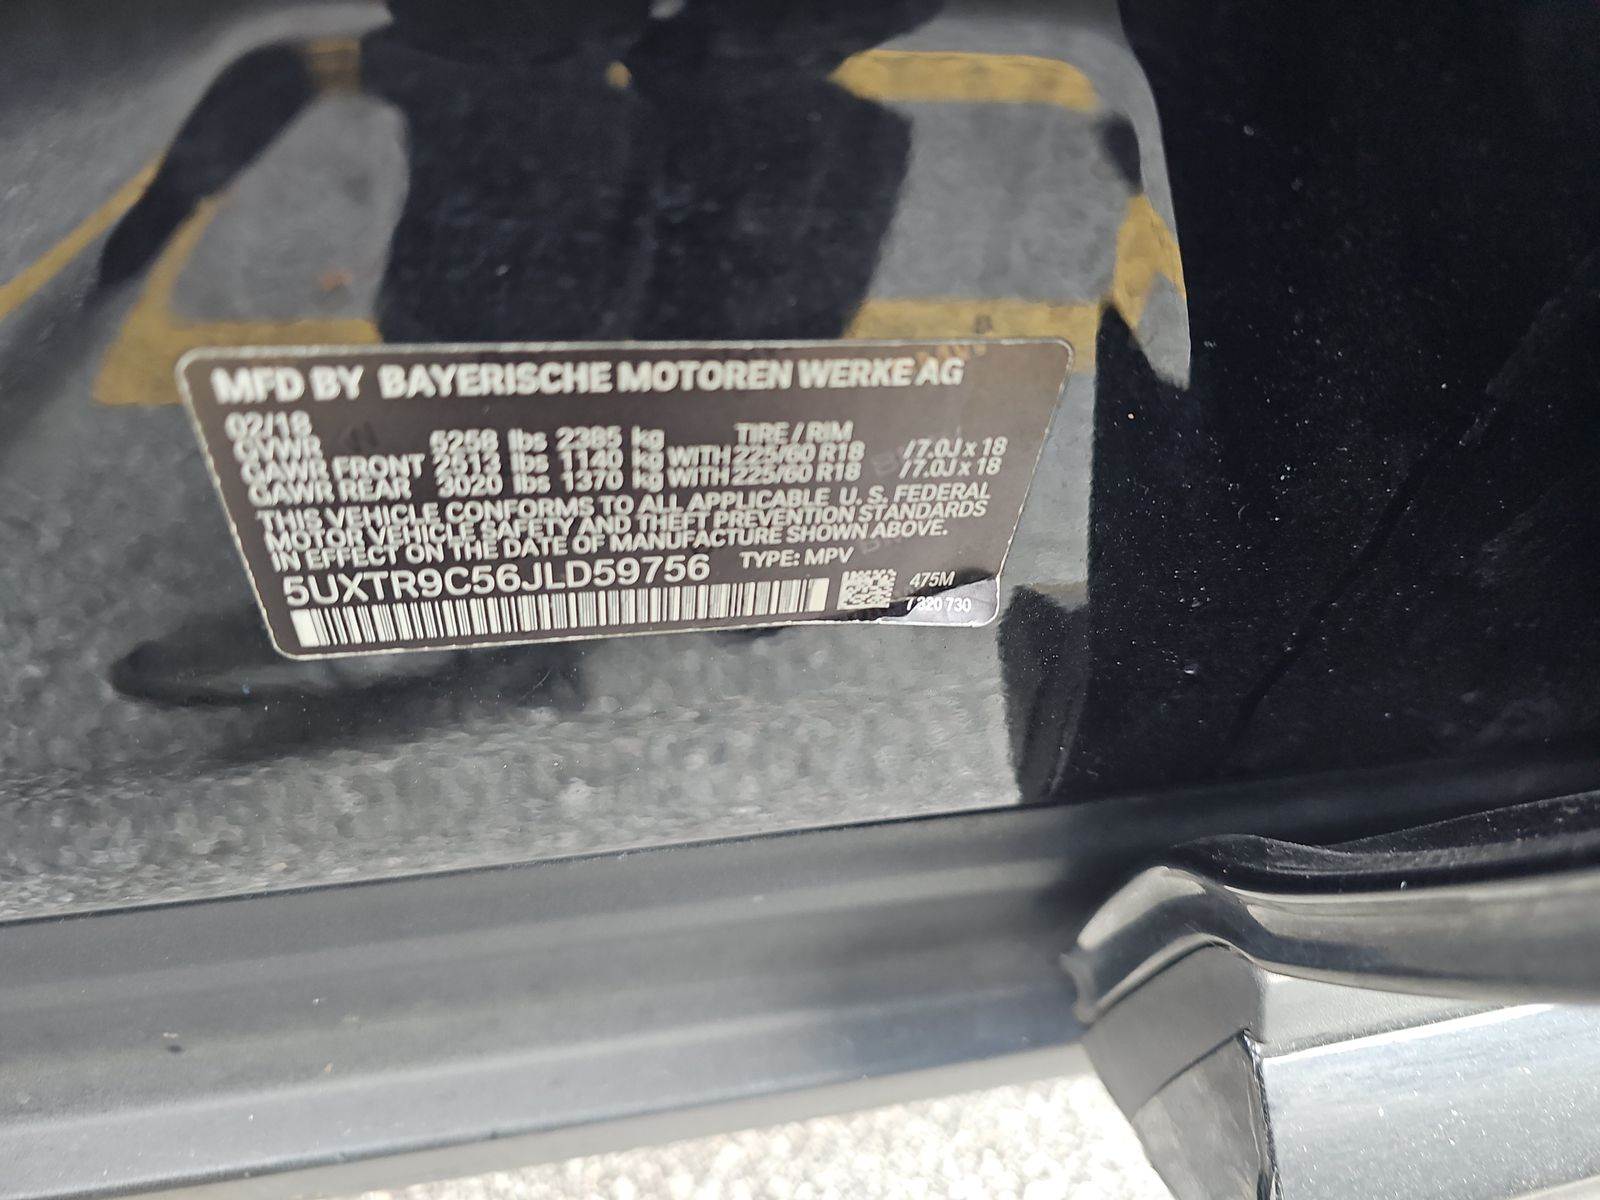 MFD BY BAYERISCHE MOTOREN WERKE AG
02/18
GVWR 5258 lbs 2385 kg TIRE / RIM
GAWR FRONT 2513 lbs 1140 kg WITH 225/60 R18 / 7.0J x 18
GAWR REAR 3020 lbs 1370 kg WITH 225/60 R18 / 7.0J x 18
THIS VEHICLE CONFORMS TO ALL APPLICABLE U. S. FEDERAL
MOTOR VEHICLE SAFETY AND THEFT PREVENTION STANDARDS
IN EFFECT ON THE DATE OF MANUFACTURE SHOWN ABOVE.
5UXTR9C56JLD59756 TYPE: MPV
475M
7 320 730